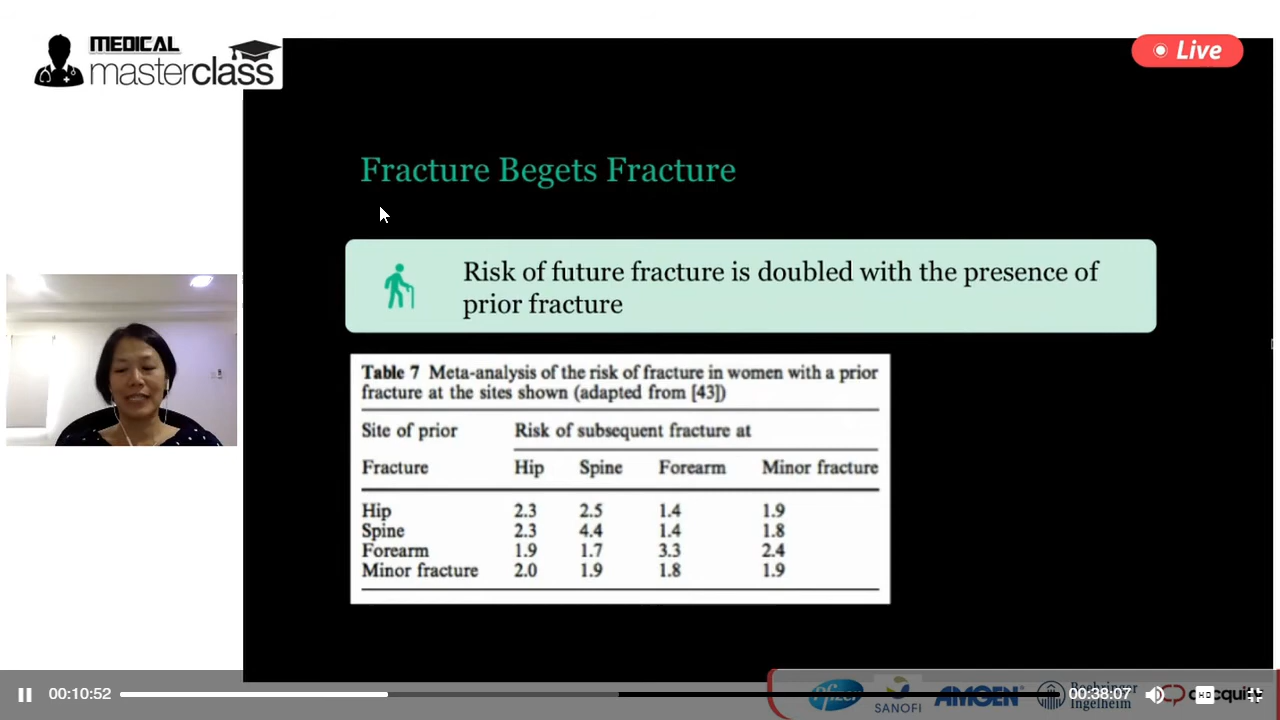 MEDICAL
masterclass
Live
Fracture Begets Fracture
Risk of future fracture is doubled with the presence of
prior fracture
Table 7 Meta-analysis of the risk of fracture in women with a prior
fracture at the sites shown (adapted from [43])
Site of prior Risk of subsequent fracture at
Fracture Hip Spine Forearm Minor fracture
Hip 2.3 2.5 1.4 1.9
Spine 2.3 4.4 1.4 1.8
Forearm 1.9 1.7 3.3 2.4
Minor fracture 2.0 1.9 1.8 1.9
00:10:52 00:38:07
Pfizer SANOFI AMGEN Boehringer
Ingelheim
HD